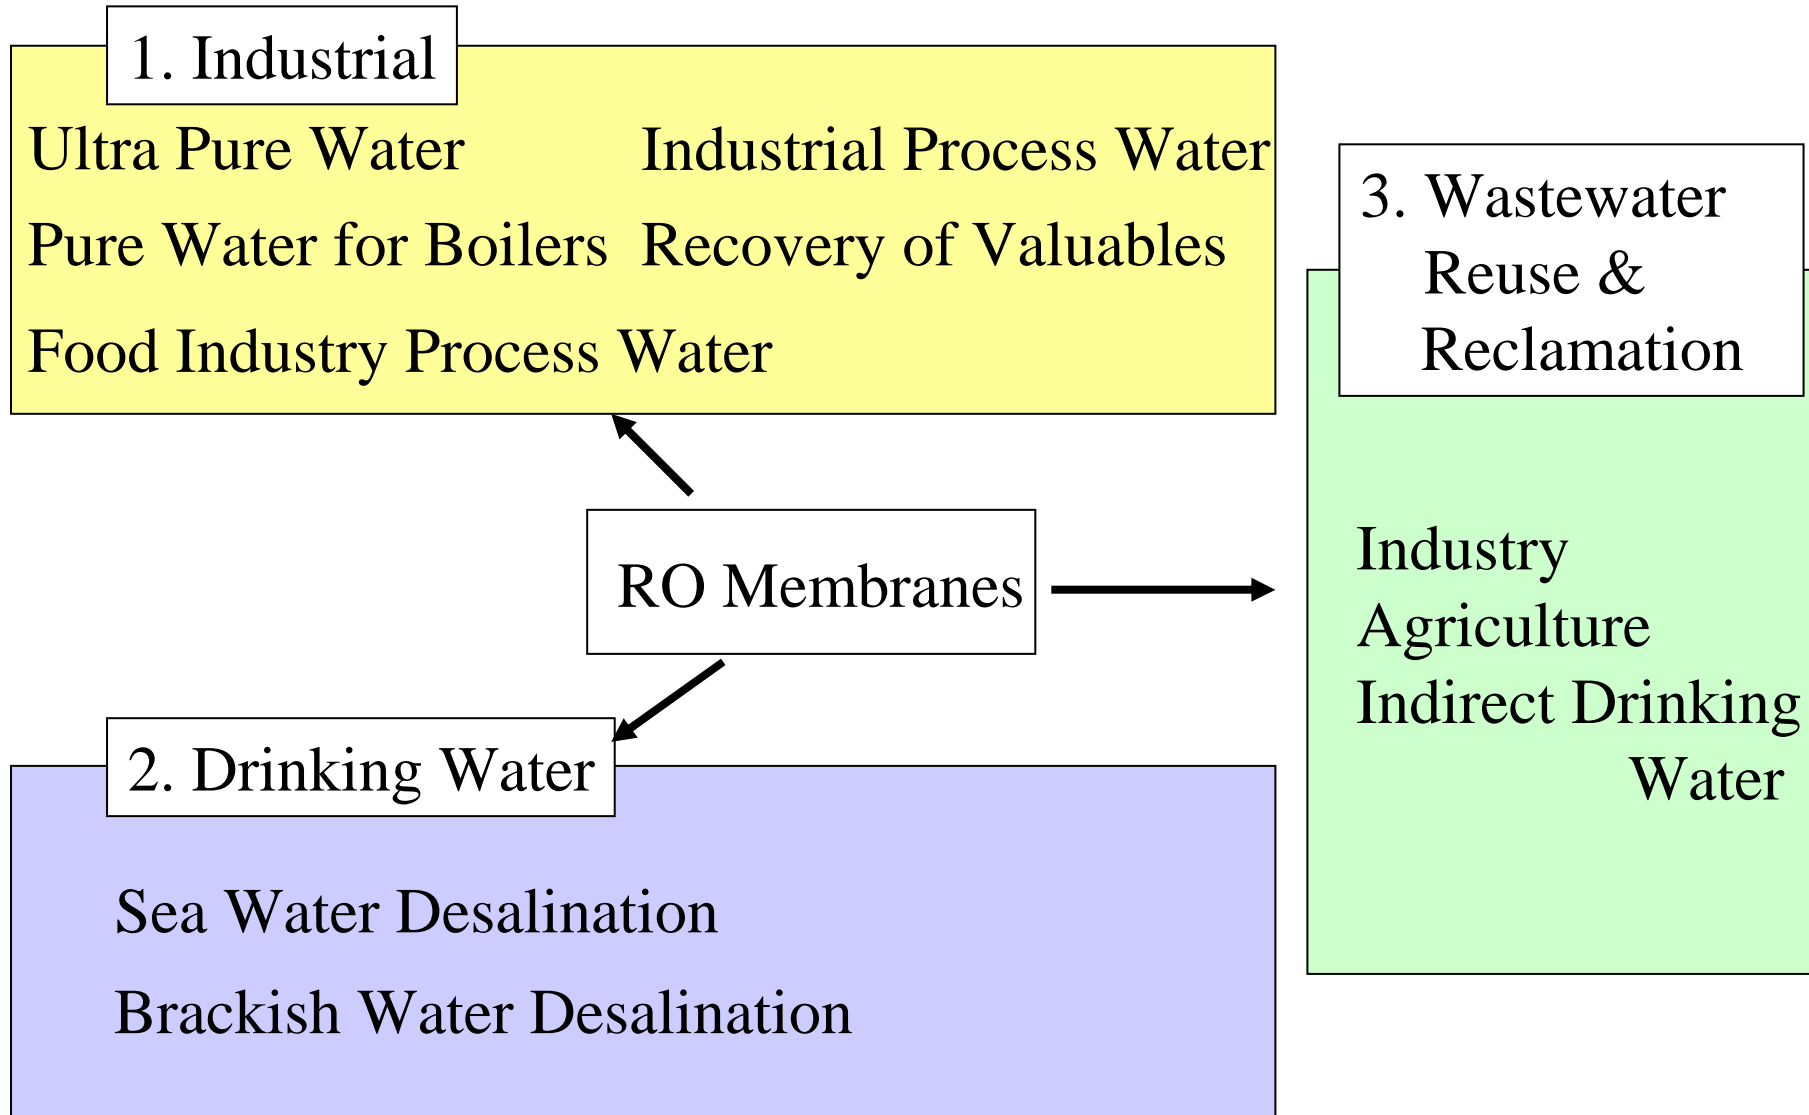 1. Industrial
Ultra Pure Water
Industrial Process Water
Pure Water for Boilers
Recovery of Valuables
Food Industry Process Water
RO Membranes
2. Drinking Water
Sea Water Desalination
Brackish Water Desalination
3. Wastewater
Reuse &
Reclamation
Industry
Agriculture
Indirect Drinking
Water